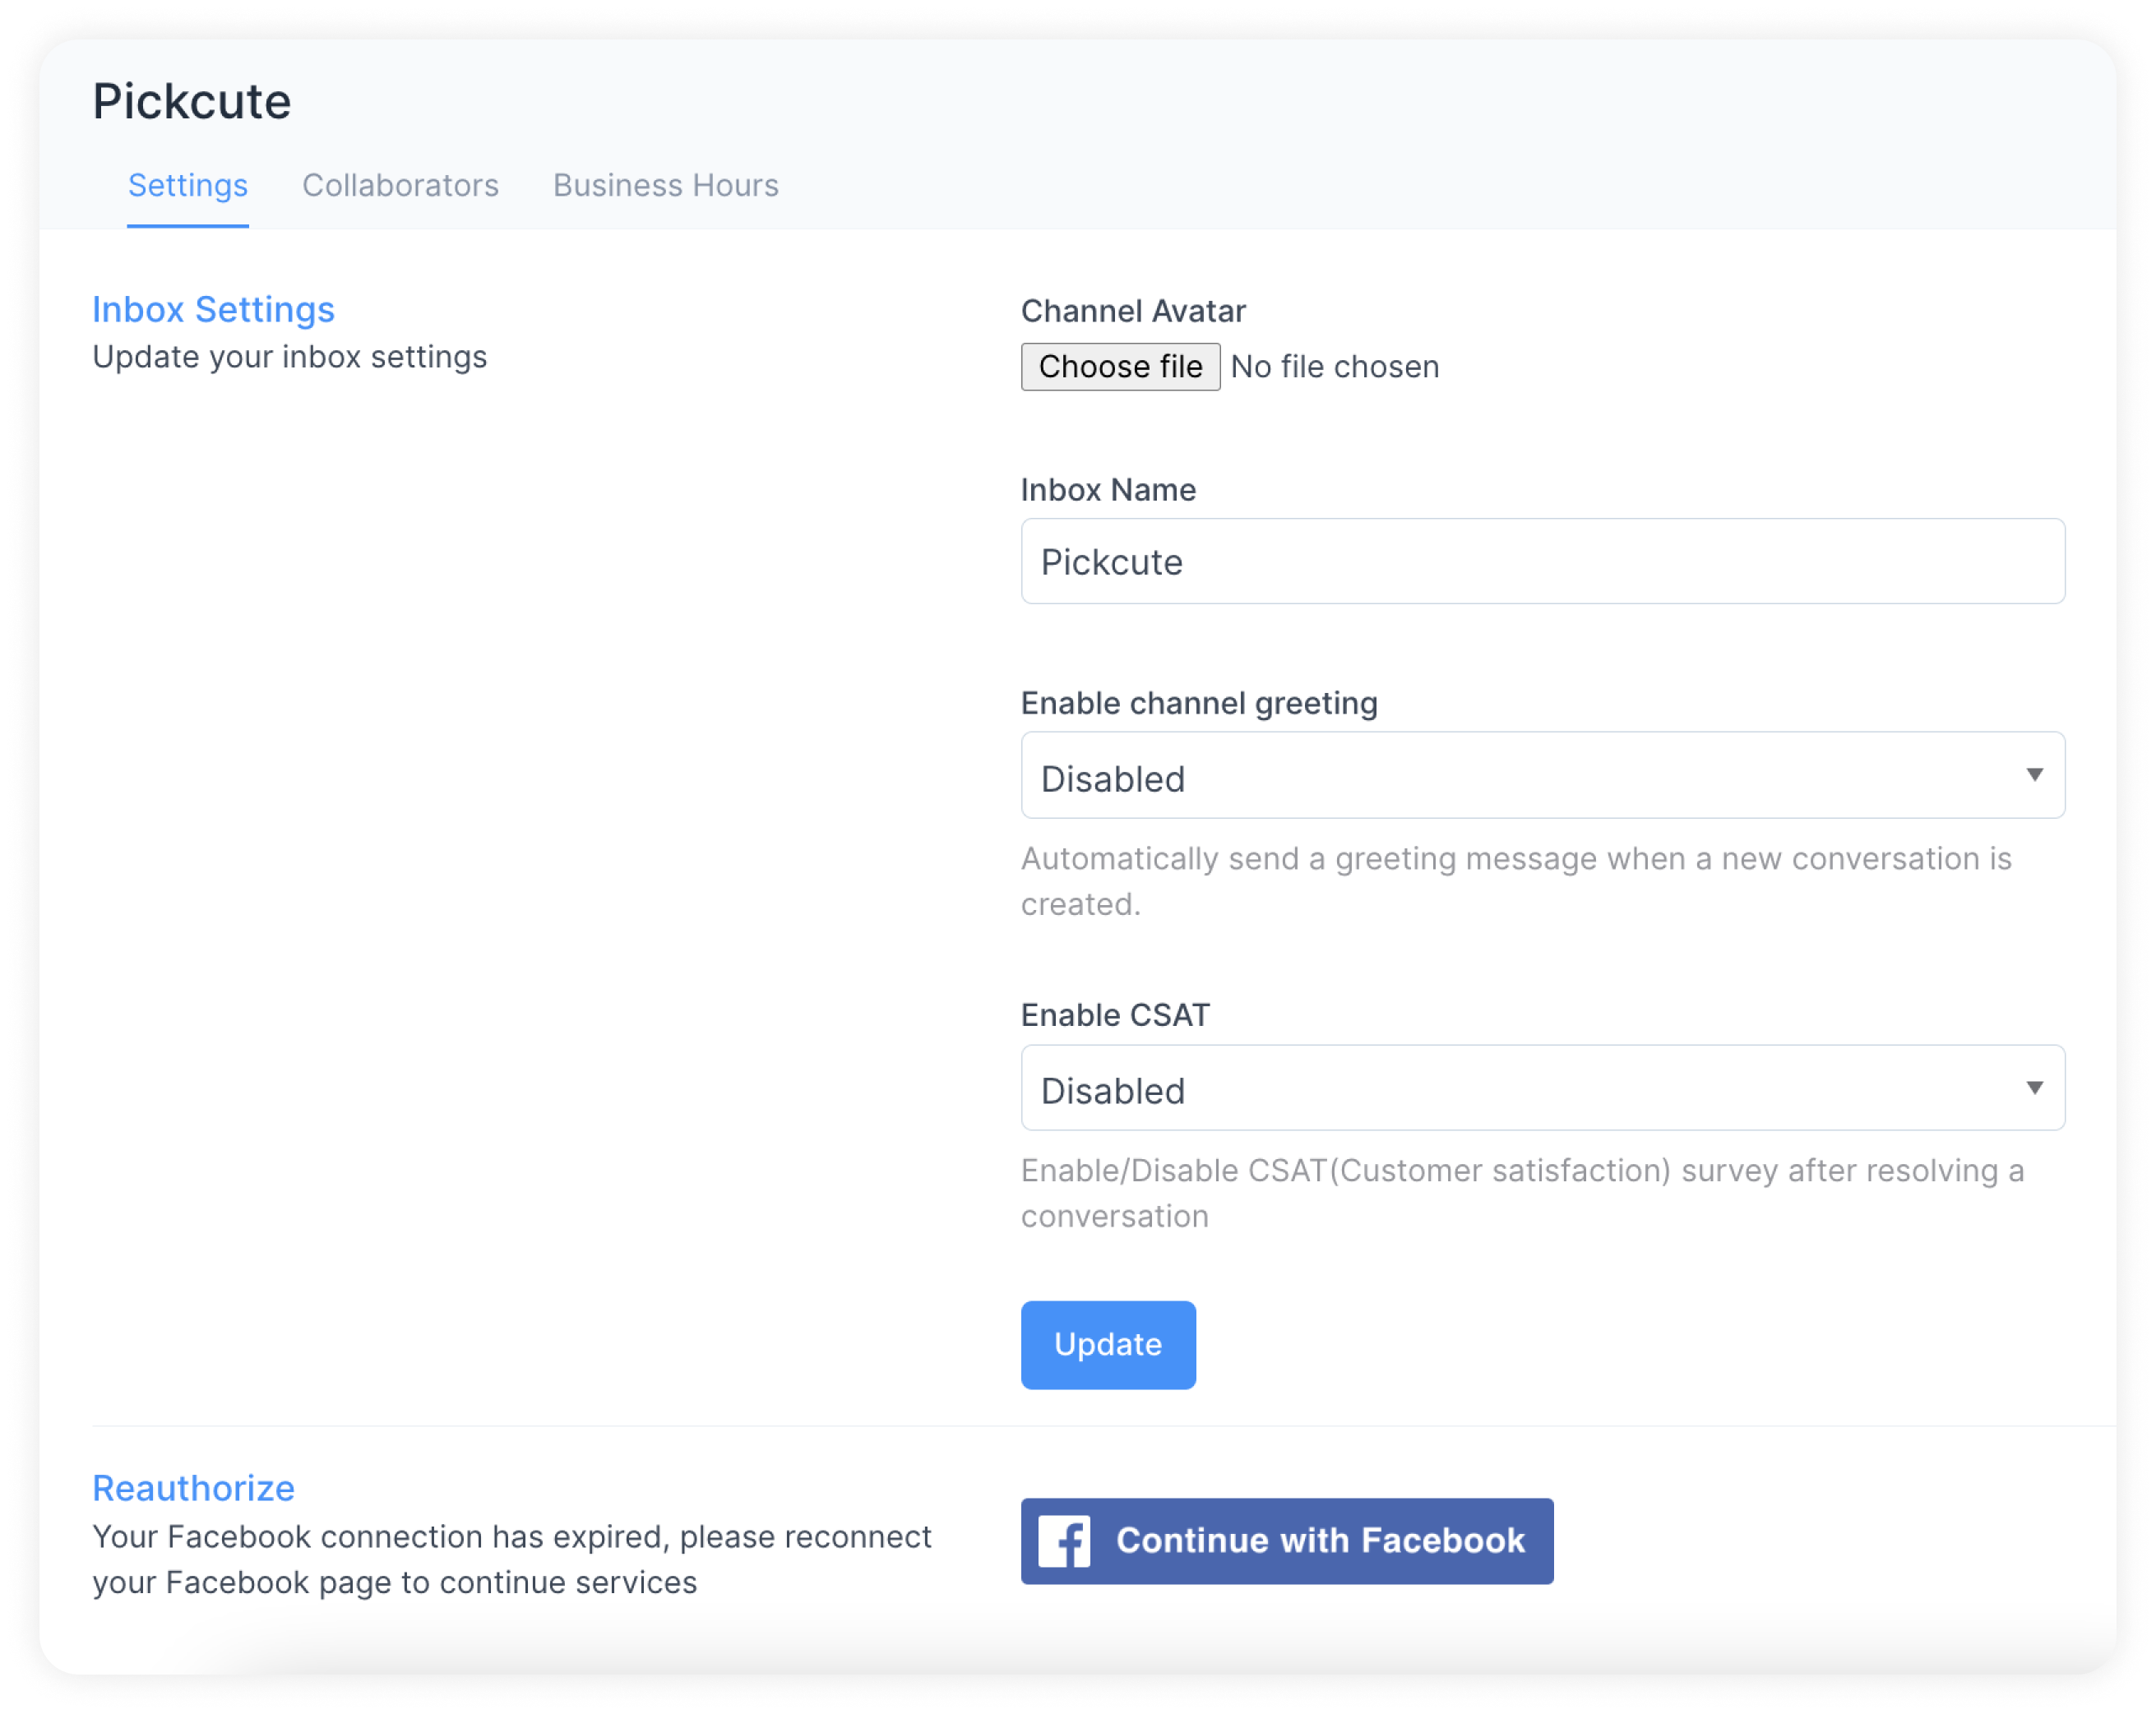 Pickcute
Settings Collaborators Business Hours
Inbox Settings
Update your inbox settings
Channel Avatar
Choose file No file chosen
Inbox Name
Pickcute
Enable channel greeting
Disabled
Automatically send a greeting message when a new conversation is
created.
Enable CSAT
Disabled
Enable/Disable CSAT(Customer satisfaction) survey after resolving a
conversation
Update
Reauthorize
Your Facebook connection has expired, please reconnect
your Facebook page to continue services
Continue with Facebook